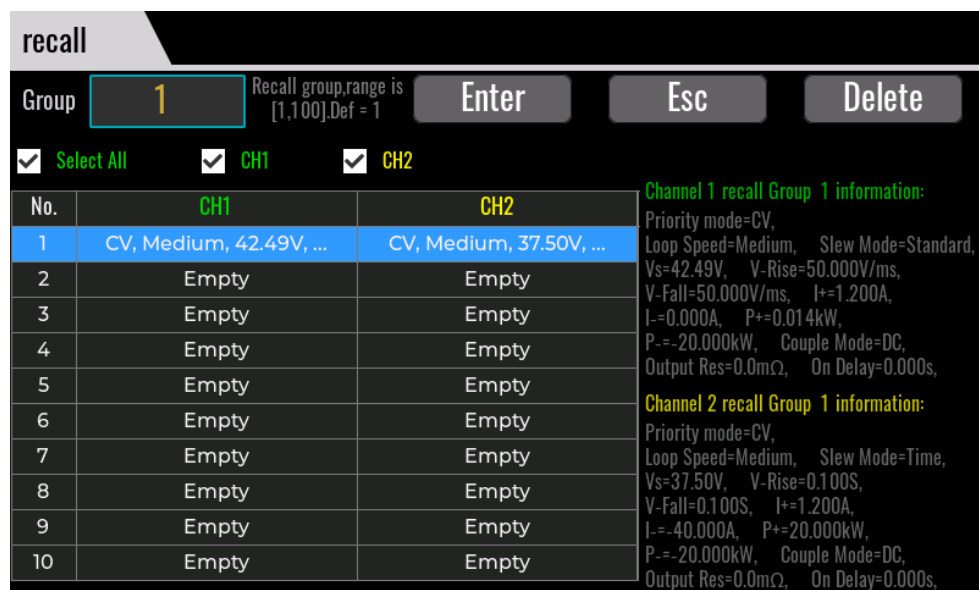 recall
Group 1 Recall group,range is [1,100].Def = 1 Enter Esc Delete
Select All CH1 CH2
No. CH1 CH2
1 CV, Medium, 42.49V, ... CV, Medium, 37.50V, ...
2 Empty Empty
3 Empty Empty
4 Empty Empty
5 Empty Empty
6 Empty Empty
7 Empty Empty
8 Empty Empty
9 Empty Empty
10 Empty Empty
Channel 1 recall Group 1 information:
Priority mode=CV,
Loop Speed=Medium, Slew Mode=Standard,
Vs=42.49V, V-Rise=50.000V/ms,
V-Fall=50.000V/ms, I+=1.200A,
I-=0.000A, P+=0.014kW,
P-=-20.000kW, Couple Mode=DC,
Output Res=0.0mΩ, On Delay=0.000s,
Channel 2 recall Group 1 information:
Priority mode=CV,
Loop Speed=Medium, Slew Mode=Time,
Vs=37.50V, V-Rise=0.100S,
V-Fall=0.100S, I+=1.200A,
I-=-40.000A, P+=20.000kW,
P-=-20.000kW, Couple Mode=DC,
Output Res=0.0mΩ, On Delay=0.000s,